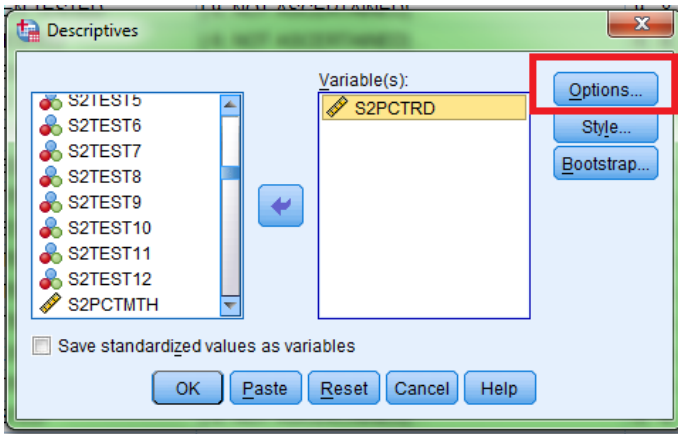 Descriptives
Variable(s):
S2TEST5
S2TEST6
S2TEST7
S2TEST8
S2TEST9
S2TEST10
S2TEST11
S2TEST12
S2PCTMTH
S2PCTRD
Options...
Style...
Bootstrap...
Save standardized values as variables
OK Paste Reset Cancel Help